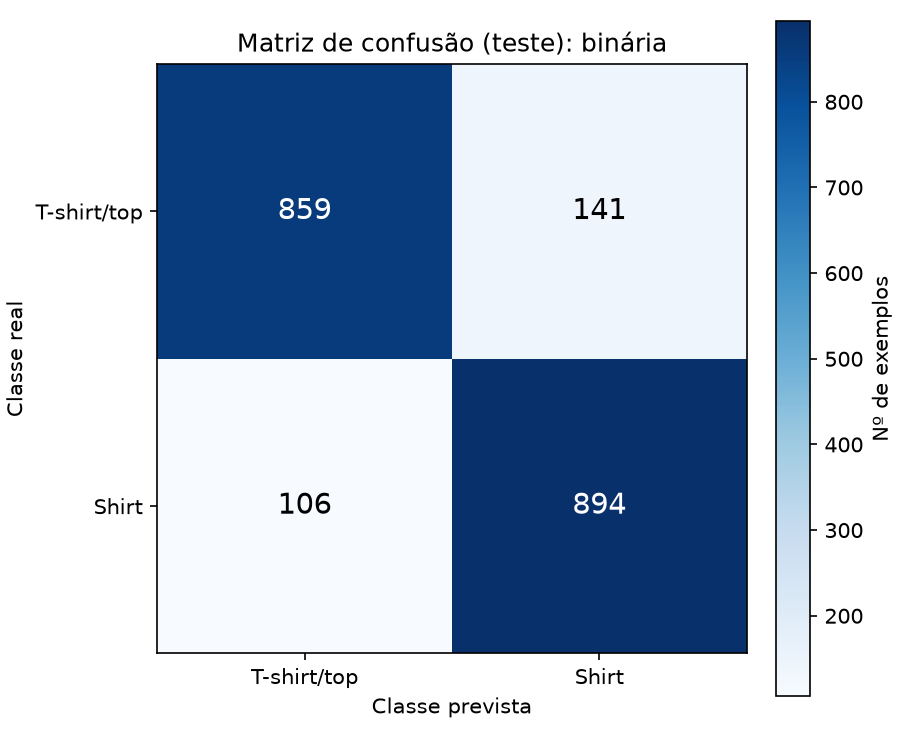 Matriz de confusão (teste): binária
T-shirt/top
859
141
Shirt
106
894
T-shirt/top
Shirt
Classe prevista
Classe real
800
700
600
500
400
300
200
Nº de exemplos